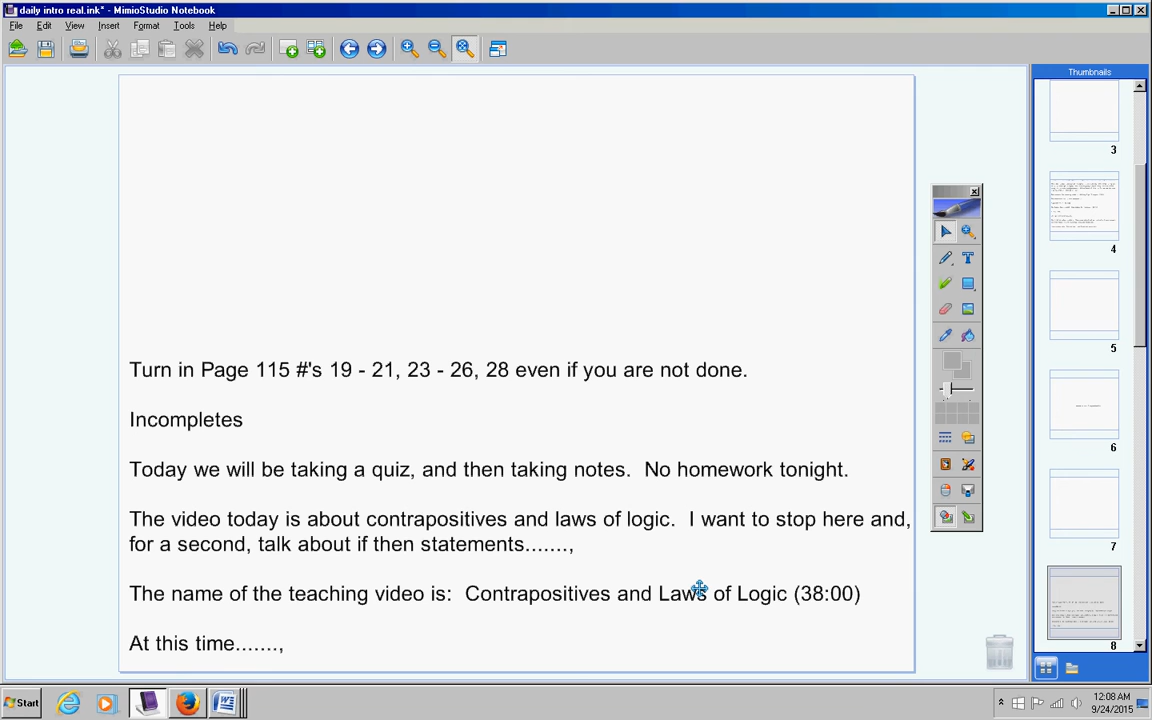 daily intro real.ink* - MimioStudio Notebook
File Edit View Insert Format Tools Help
Thumbnails
3
4
5
6
7
8
Turn in Page 115 #'s 19 - 21, 23 - 26, 28 even if you are not done.
Incompletes
Today we will be taking a quiz, and then taking notes.  No homework tonight.
The video today is about contrapositives and laws of logic.  I want to stop here and,
for a second, talk about if then statements.......,
The name of the teaching video is:  Contrapositives and Laws of Logic (38:00)
At this time.......,
Start
12:08 AM
9/24/2015